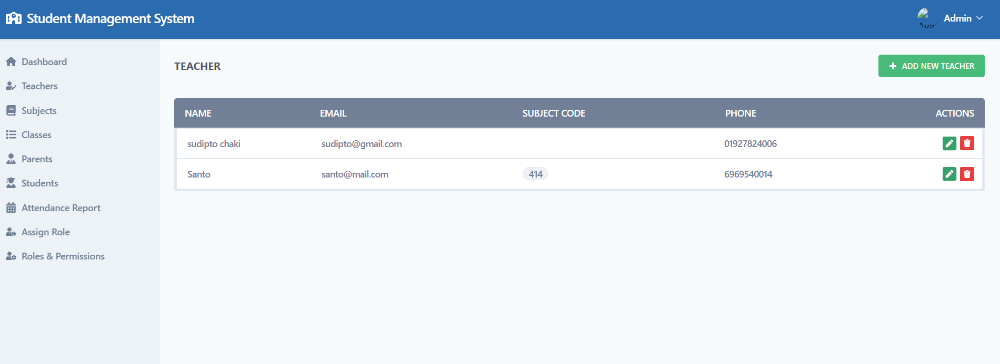 Student Management System
Admin
Dashboard
Teachers
Subjects
Classes
Parents
Students
Attendance Report
Assign Role
Roles & Permissions
TEACHER
ADD NEW TEACHER
NAME EMAIL SUBJECT CODE PHONE ACTIONS
sudipto chaki sudipto@gmail.com 01927824006
Santo santo@mail.com 414 6969540014